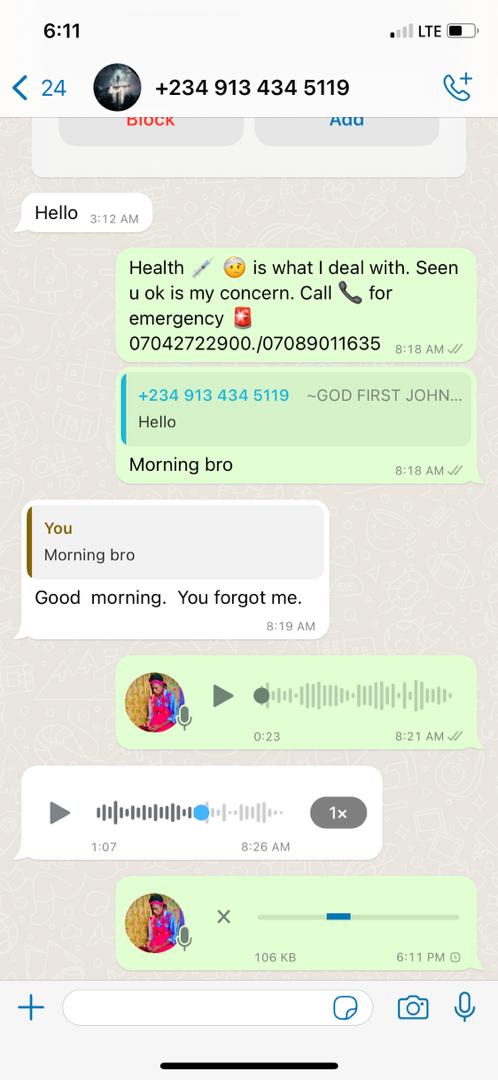 6:11
LTE
24
+234 913 434 5119
Block
Add
Hello
3:12 AM
Health 💉 🤕 is what I deal with. Seen
u ok is my concern. Call 📞 for
emergency 🚨
07042722900./07089011635
8:18 AM
+234 913 434 5119 ~GOD FIRST JOHN...
Hello
Morning bro
8:18 AM
You
Morning bro
Good morning. You forgot me.
8:19 AM
0:23
8:21 AM
1x
1:07
8:26 AM
106 KB
6:11 PM